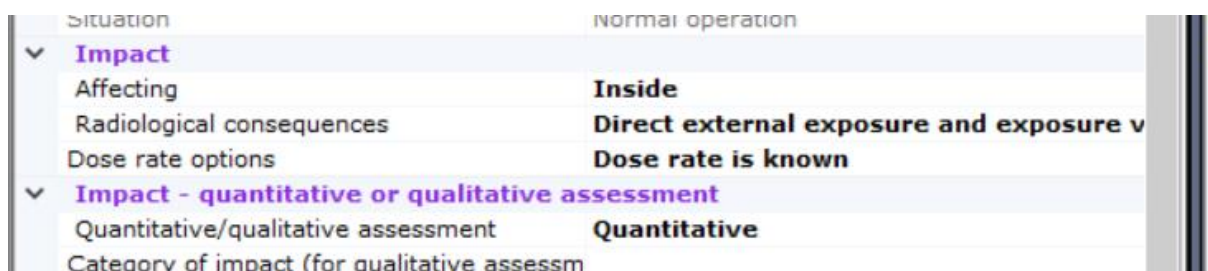 Situation Normal operation
Impact
Affecting Inside
Radiological consequences Direct external exposure and exposure v
Dose rate options Dose rate is known
Impact - quantitative or qualitative assessment
Quantitative/qualitative assessment Quantitative
Category of impact (for qualitative assessm